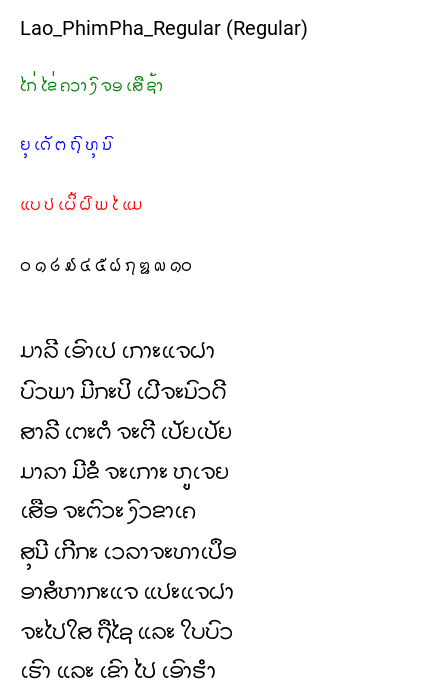 Lao_PhimPha_Regular (Regular)
ໄກ່ ໄຂ່ ຄວາງົ ຈອ ເສື ຊ້າ
ຍຸ ເດັ ຕ ຖົ ທຸ ນົ
ແບ ປ ເຜິ້ ຝົ ພ ໄ ແມ
໐ ໑ ໒ ໓ ໔ ໕ ໖ ໗ ໘ ໙ ໑໐
ມາລີ ເອົາເປ ເກາະແຈຝາ
ບົວພາ ມີກະປິ ເຜີຈະນົວດີ
ສາລີ ເຕະຕໍ ຈະຕີ ເປັຍເປັຍ
ມາລາ ມີຂໍ ຈະເກາະ ຫູເຈຍ
ເສືອ ຈະຕົວະ ງົວຂາເຄ
ສຸນີ ເກີກະ ເວລາຈະທາເປືອ
ອາສໍຫາກະແຈ ແປະແຈຝາ
ຈະໄປໃສ ຖືໄຊ ແລະ ໃບບົວ
ເຮົາ ແລະ ເຂົາ ໄປ ເອົາຮໍາ